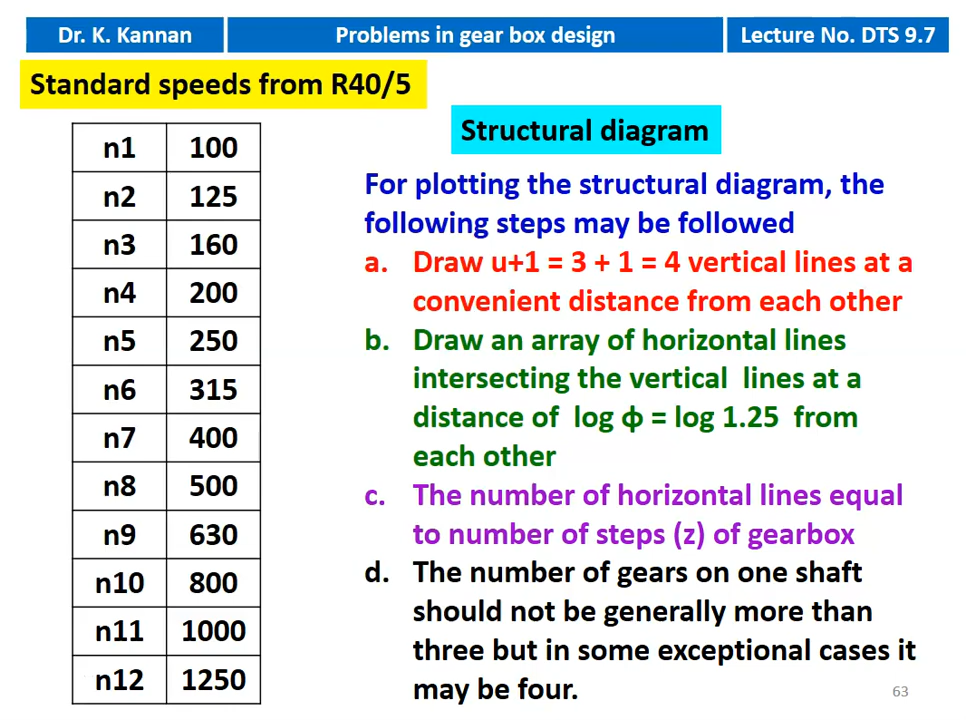 Dr. K. Kannan
Problems in gear box design
Lecture No. DTS 9.7
Standard speeds from R40/5
n1 100
n2 125
n3 160
n4 200
n5 250
n6 315
n7 400
n8 500
n9 630
n10 800
n11 1000
n12 1250
Structural diagram
For plotting the structural diagram, the
following steps may be followed
a. Draw u+1 = 3 + 1 = 4 vertical lines at a
convenient distance from each other
b. Draw an array of horizontal lines
intersecting the vertical lines at a
distance of log ф = log 1.25 from
each other
c. The number of horizontal lines equal
to number of steps (z) of gearbox
d. The number of gears on one shaft
should not be generally more than
three but in some exceptional cases it
may be four.
63